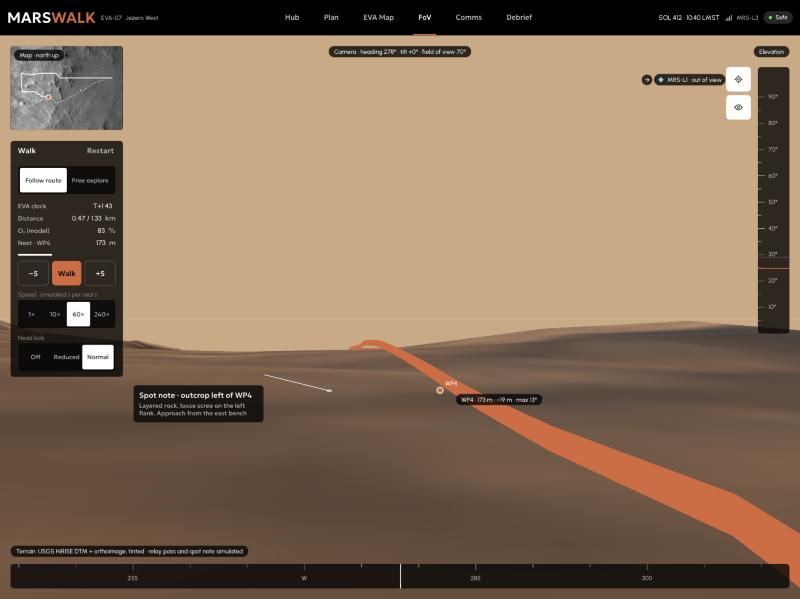 MARSWALK EVA-07 Jezero West Hub Plan EVA Map FoV Comms Debrief SOL 412 · 10:40 LMST MRS-L3 Safe
Map · north up
Camera · heading 278° · tilt +0° · field of view 70°
Elevation
MRS-L1 · out of view
90°
80°
70°
60°
50°
40°
30°
20°
10°
Walk Restart
Follow route Free explore
EVA clock T+1:43
Distance 0.47 / 1.33 km
O₂ (model) 83 %
Next · WP4 173 m
−5 Walk +5
Speed · simulated s per real s
1× 10× 60× 240×
Head bob
Off Reduced Normal
WP4
WP4 · 173 m · −19 m · max 13°
Spot note · outcrop left of WP4
Layered rock, loose scree on the left
flank. Approach from the east bench
Terrain: USGS HiRISE DTM + orthoimage, tinted · relay pass and spot note simulated
255 W 285 300